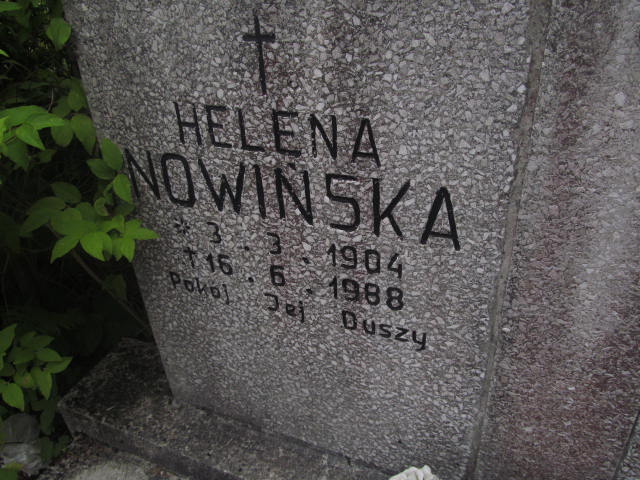 HELENA
NOWIŃSKA
* 3. 3. 1904
† 16. 6. 1988
Pokój Jej Duszy